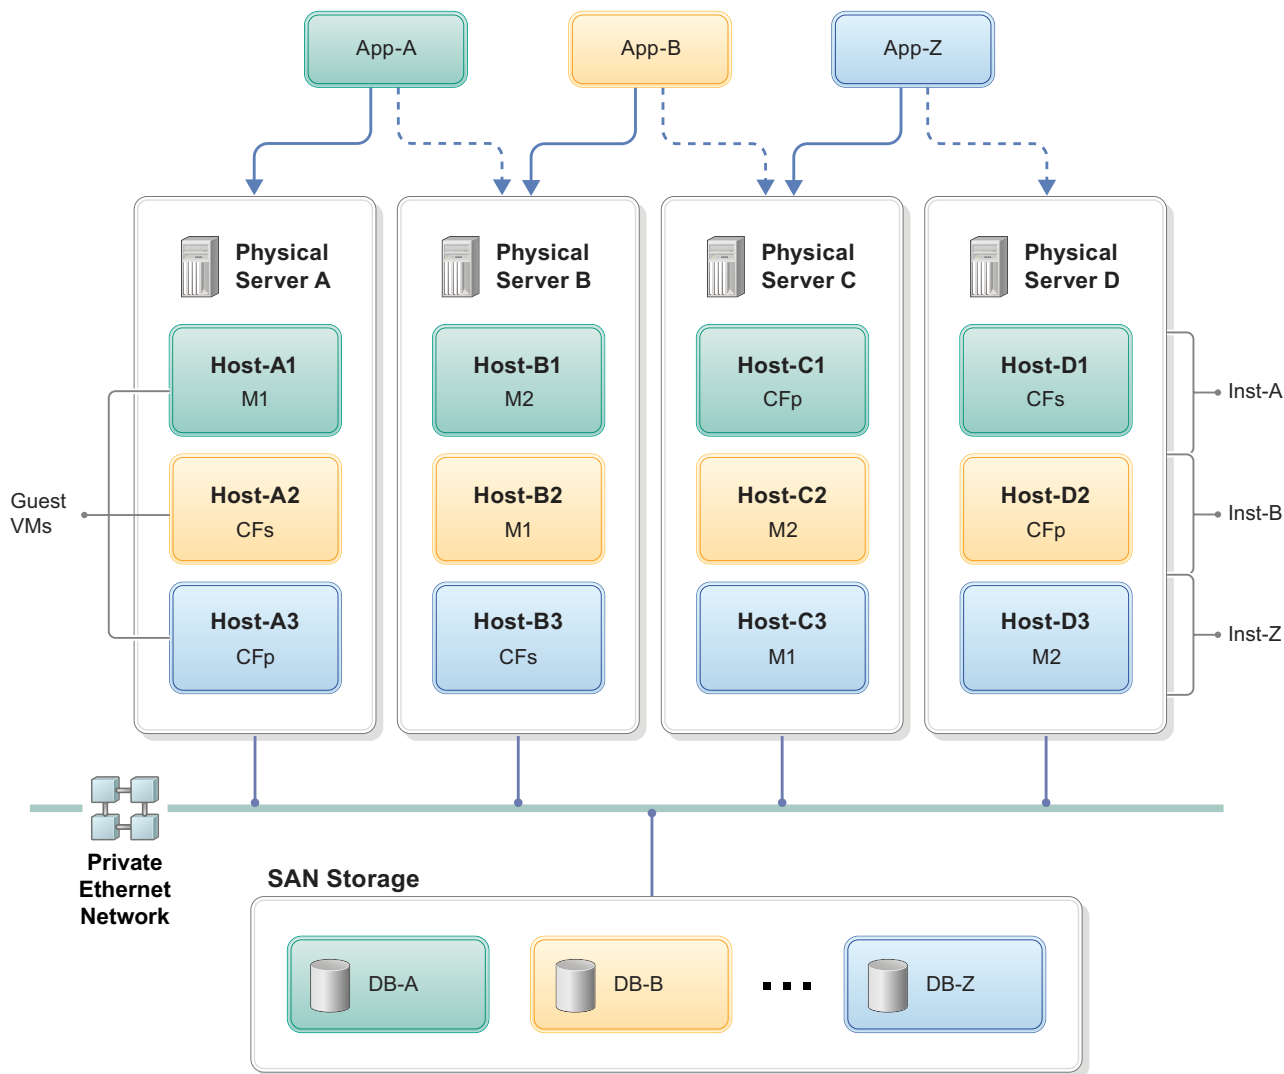 App-A
App-B
App-Z
Physical
Server A
Physical
Server B
Physical
Server C
Physical
Server D
Host-A1
M1
Host-B1
M2
Host-C1
CFp
Host-D1
CFs
Inst-A
Guest
VMs
Host-A2
CFs
Host-B2
M1
Host-C2
M2
Host-D2
CFp
Inst-B
Host-A3
CFp
Host-B3
CFs
Host-C3
M1
Host-D3
M2
Inst-Z
Private
Ethernet
Network
SAN Storage
DB-A
DB-B
DB-Z